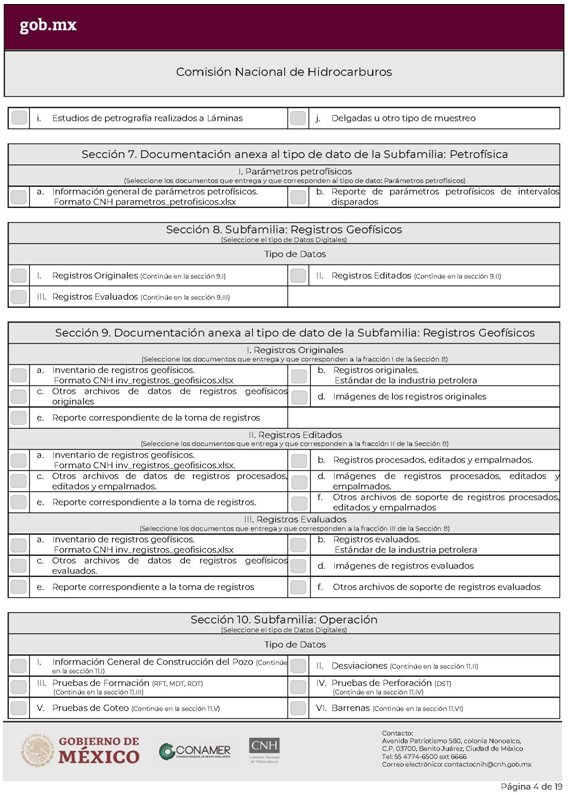 gob.mx
Comisión Nacional de Hidrocarburos
i. Estudios de petrografía realizados a Láminas
j. Delgadas u otro tipo de muestreo
Sección 7. Documentación anexa al tipo de dato de la Subfamilia: Petrofísica
I. Parámetros petrofísicos
(Seleccione los documentos que entrega y que corresponden al tipo de dato: Parámetros petrofísicos)
a. Información general de parámetros petrofísicos.
Formato CNH parametros_petrofisicos.xlsx
b. Reporte de parámetros petrofísicos de intervalos
disparados
Sección 8. Subfamilia: Registros Geofísicos
(Seleccione el tipo de Datos Digitales)
Tipo de Datos
I. Registros Originales (Continúe en la sección 9.I)
II. Registros Editados (Continúe en la sección 9.II)
III. Registros Evaluados (Continúe en la sección 9.III)
Sección 9. Documentación anexa al tipo de dato de la Subfamilia: Registros Geofísicos
I. Registros Originales
(Seleccione los documentos que entrega y que corresponden a la fracción I de la Sección 8)
a. Inventario de registros geofísicos.
Formato CNH inv_registros_geofisicos.xlsx
b. Registros originales.
Estándar de la industria petrolera
c. Otros archivos de datos de registros geofísicos
originales
d. Imágenes de los registros originales
e. Reporte correspondiente de la toma de registros
II. Registros Editados
(Seleccione los documentos que entrega y que corresponden a la fracción II de la Sección 8)
a. Inventario de registros geofísicos.
Formato CNH inv_registros_geofisicos.xlsx.
b. Registros procesados, editados y empalmados.
c. Otros archivos de datos de registros procesados,
editados y empalmados.
d. Imágenes de registros procesados, editados y
empalmados.
e. Reporte correspondiente a la toma de registros.
f. Otros archivos de soporte de registros procesados,
editados y empalmados
III. Registros Evaluados
(Seleccione los documentos que entrega y que corresponden a la fracción III de la Sección 8)
a. Inventario de registros geofísicos.
Formato CNH inv_registros_geofisicos.xlsx
b. Registros evaluados.
Estándar de la industria petrolera
c. Otros archivos de datos de registros geofísicos
evaluados.
d. Imágenes de registros evaluados
e. Reporte correspondiente a la toma de registros
f. Otros archivos de soporte de registros evaluados
Sección 10. Subfamilia: Operación
(Seleccione el tipo de Datos Digitales)
Tipo de Datos
I. Información General de Construcción del Pozo (Continúe
en la sección 11.I)
II. Desviaciones (Continúe en la sección 11.II)
III. Pruebas de Formación (RFT, MDT, RDT)
(Continúe en la sección 11.III)
IV. Pruebas de Perforación (DST)
(Continúe en la sección 11.IV)
V. Pruebas de Goteo (Continúe en la sección 11.V)
VI. Barrenas (Continúe en la sección 11.VI)
GOBIERNO DE
MÉXICO
CONAMER
COMISIÓN NACIONAL DE MEJORA REGULATORIA
CNH
Comisión Nacional
de Hidrocarburos
Contacto:
Avenida Patriotismo 580, colonia Nonoalco,
C.P. 03700, Benito Juárez, Ciudad de México
Tel: 55 4774-6500 ext 6666
Correo electrónico: contactocnih@cnh.gob.mx
Página 4 de 19